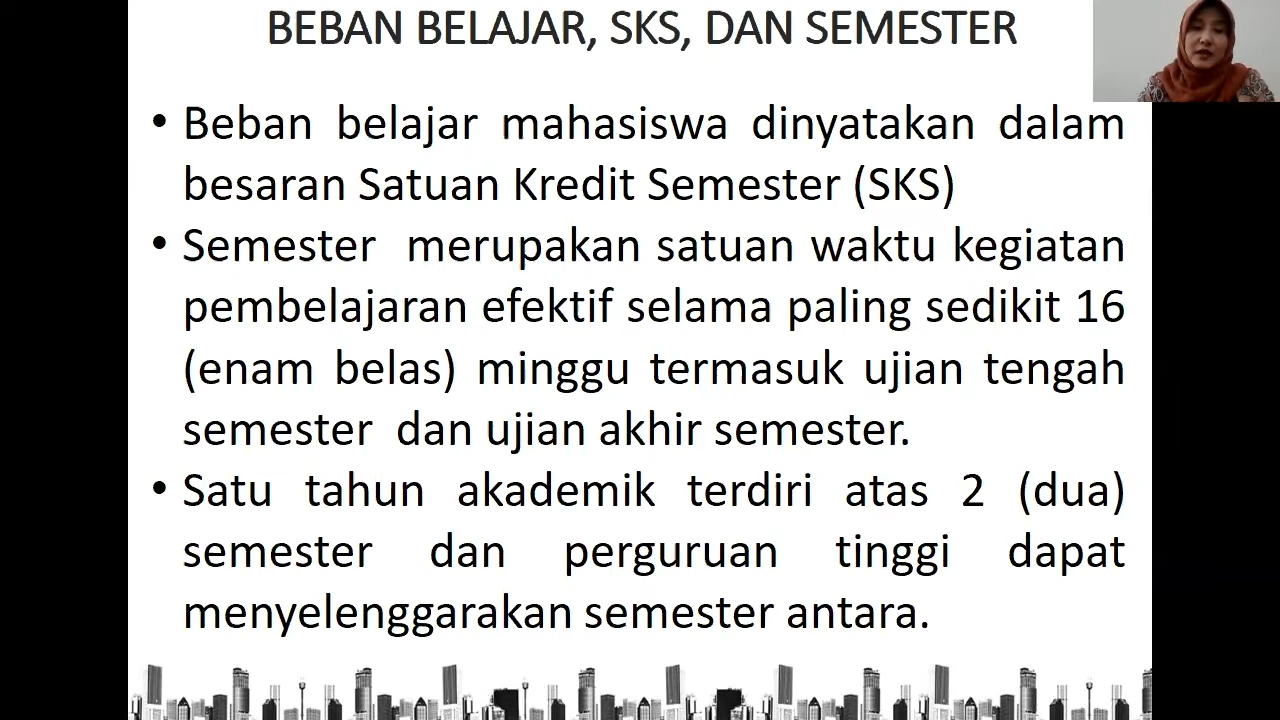 BEBAN BELAJAR, SKS, DAN SEMESTER
• Beban belajar mahasiswa dinyatakan dalam
besaran Satuan Kredit Semester (SKS)
• Semester merupakan satuan waktu kegiatan
pembelajaran efektif selama paling sedikit 16
(enam belas) minggu termasuk ujian tengah
semester dan ujian akhir semester.
• Satu tahun akademik terdiri atas 2 (dua)
semester dan perguruan tinggi dapat
menyelenggarakan semester antara.